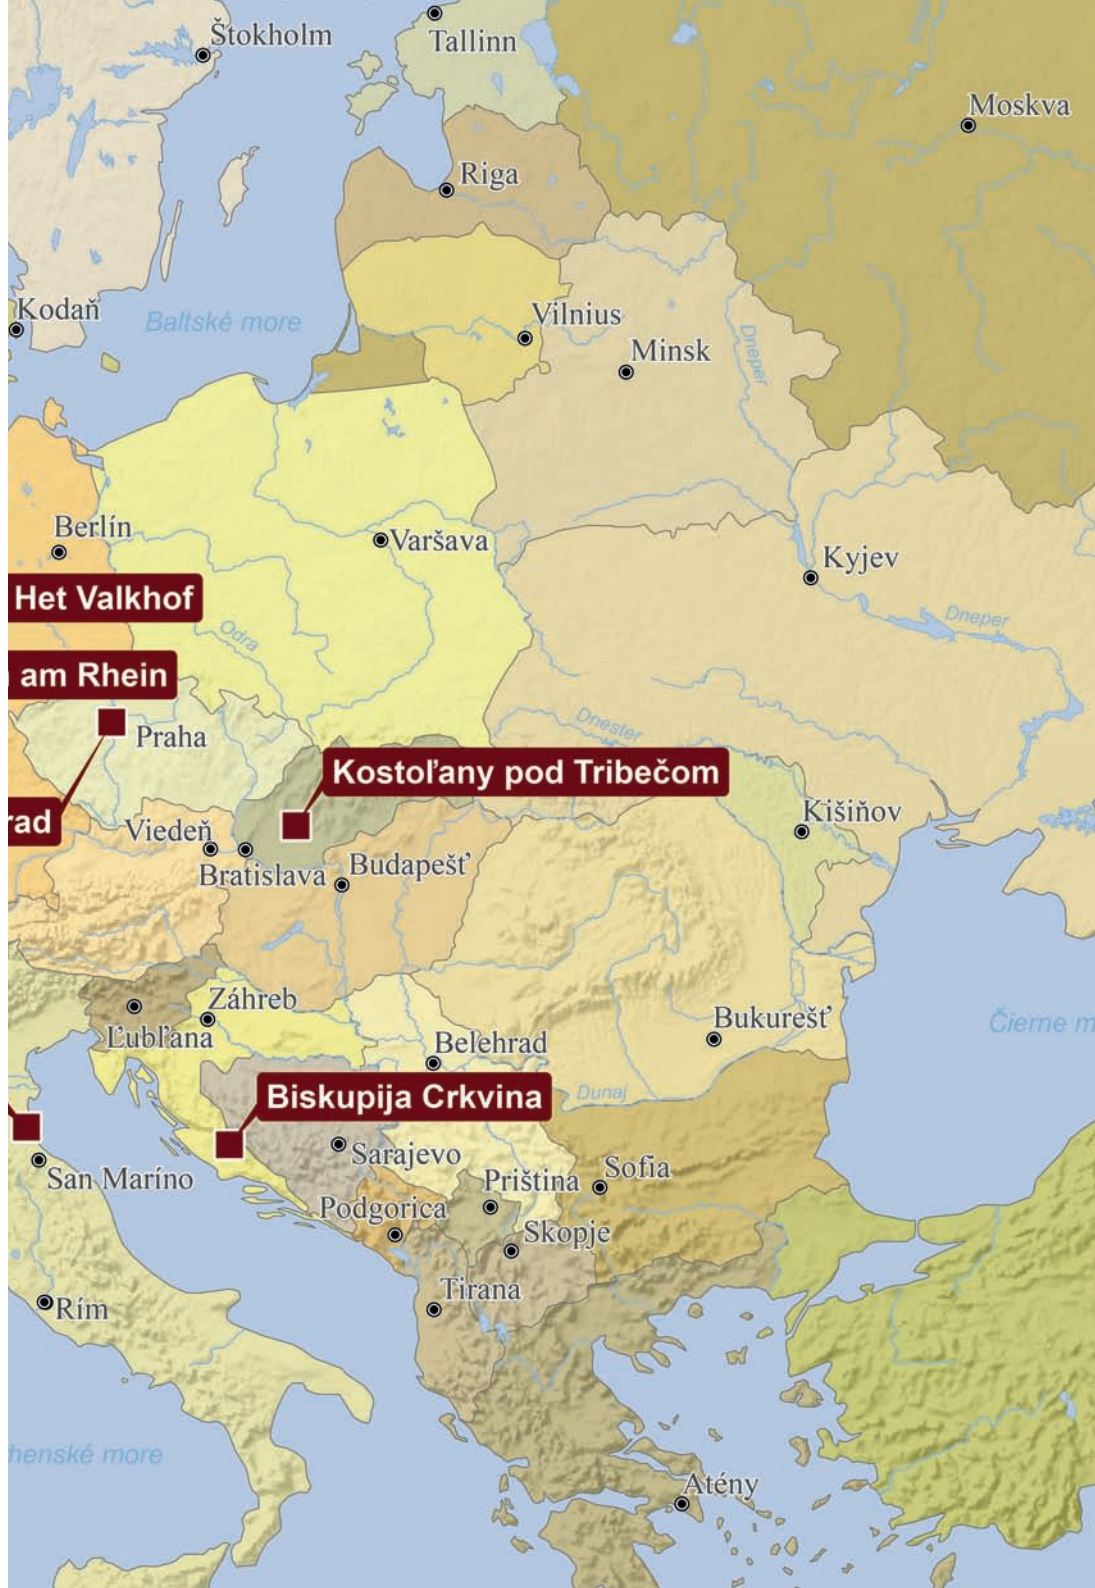 Štokholm
Tallinn
Moskva
Riga
Kodaň
Baltské more
Vilnius
Minsk
Dneper
Berlín
Varšava
Kyjev
Het Valkhof
Dneper
Odra
am Rhein
Praha
Dnester
Kostoľany pod Tribečom
rad
Viedeň
Kišiňov
Bratislava
Budapešť
Záhreb
Ľubľana
Bukurešť
Čierne m
Belehrad
Biskupija Crkvina
Dunaj
Sarajevo
San Maríno
Priština
Sofia
Podgorica
Skopje
Tirana
Rím
henské more
Atény